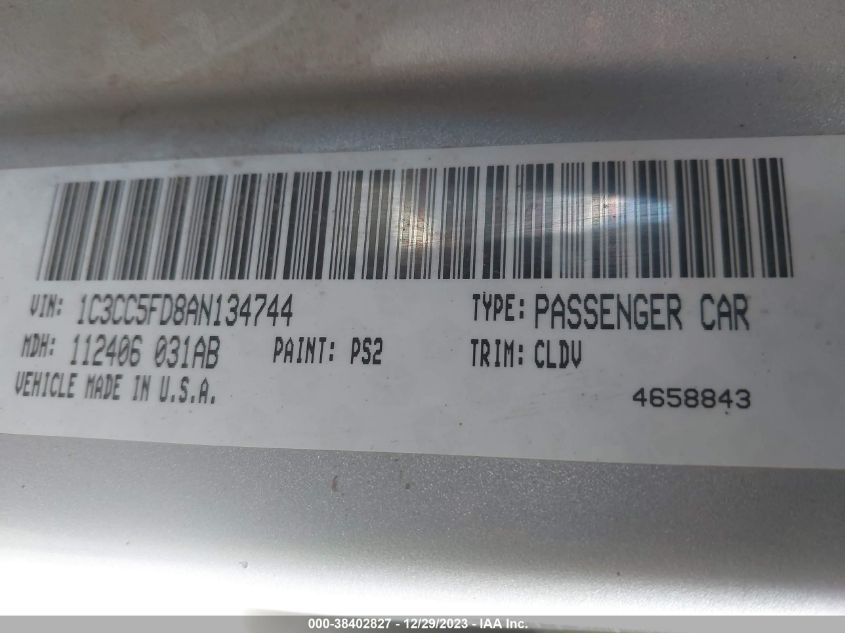 VIN: 1C3CC5FD8AN134744 TYPE: PASSENGER CAR
MDH: 112406 031AB PAINT: PS2 TRIM: CLDV
VEHICLE MADE IN U.S.A. 4658843
000-38402827 - 12/29/2023 - IAA Inc.